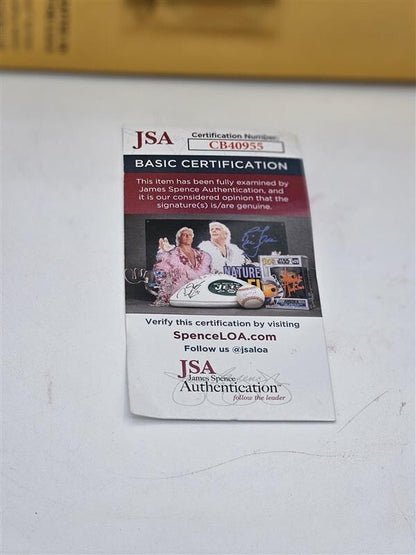 JSA
Certification Number
CB40955
BASIC CERTIFICATION
This item has been fully examined by
James Spence Authentication, and
it is our considered opinion that the
signature(s) is/are genuine.
NATURE
JETS
Verify this certification by visiting
SpenceLOA.com
Follow us @jsaloa
JSA
James Spence
Authentication
follow the leader